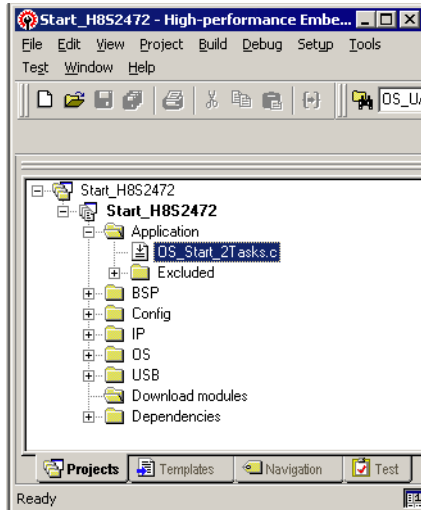 Start_H8S2472 - High-performance Embe...
File Edit View Project Build Debug Setup Tools
Test Window Help
OS_U
Start_H8S2472
Start_H8S2472
Application
OS_Start_2Tasks.c
Excluded
BSP
Config
IP
OS
USB
Download modules
Dependencies
Projects Templates Navigation Test
Ready